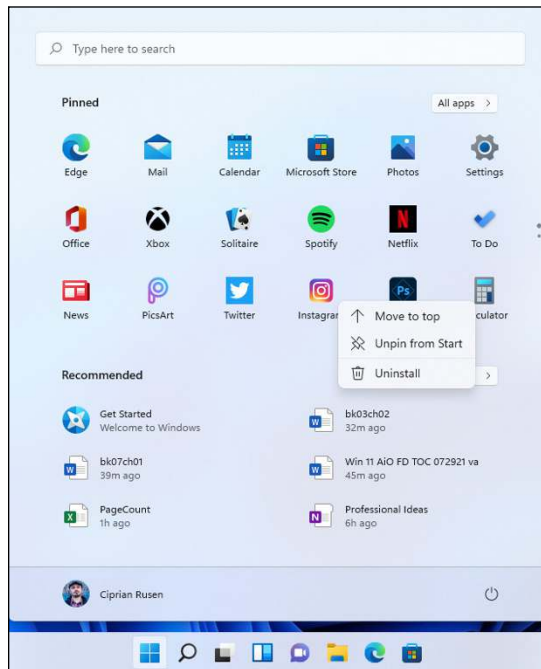 Type here to search
Pinned
All apps >
Edge
Mail
Calendar
Microsoft Store
Photos
Settings
Office
Xbox
Solitaire
Spotify
Netflix
To Do
News
PicsArt
Twitter
Instagram
Ps
culator
Move to top
Unpin from Start
Uninstall
Recommended
>
Get Started
Welcome to Windows
bk03ch02
32m ago
bk07ch01
39m ago
Win 11 AiO FD TOC 072921 va
45m ago
PageCount
1h ago
Professional Ideas
6h ago
Ciprian Rusen